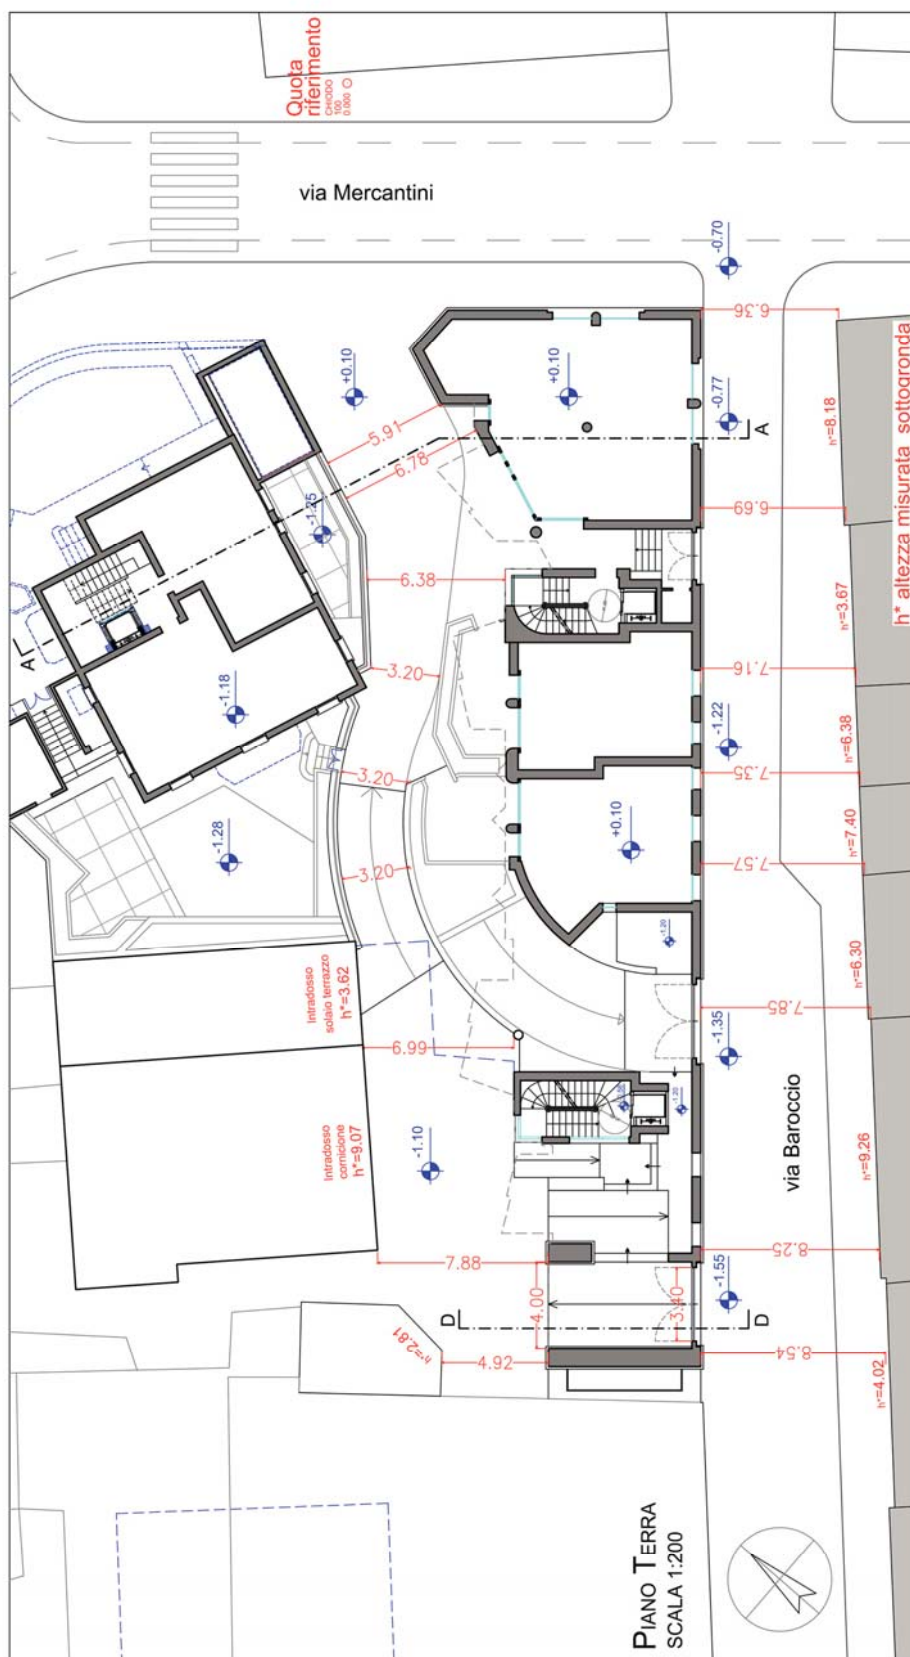 Quota
riferimento
CHIODO
100
0.000
via Mercantini
-0.70
6.36
+0.10
+0.10
-0.77
A
h*=8.18
h* altezza misurata sottogronda
5.91
6.78
-1.25
6.69
6.38
A
3.20
-1.18
7.16
h*=3.67
-1.22
3.20
7.35
h*=6.38
-1.28
3.20
+0.10
7.57
h*=7.40
-1.20
h*=6.30
Intradosso
solaio terrazzo
h*=3.62
7.85
-1.35
6.99
-1.20
via Baroccio
Intradosso
cornicione
h*=9.07
-1.10
h*=9.26
7.88
8.25
4.00
3.40
-1.55
D
D
h*=2.81
4.92
8.54
h*=4.02
PIANO TERRA
SCALA 1:200